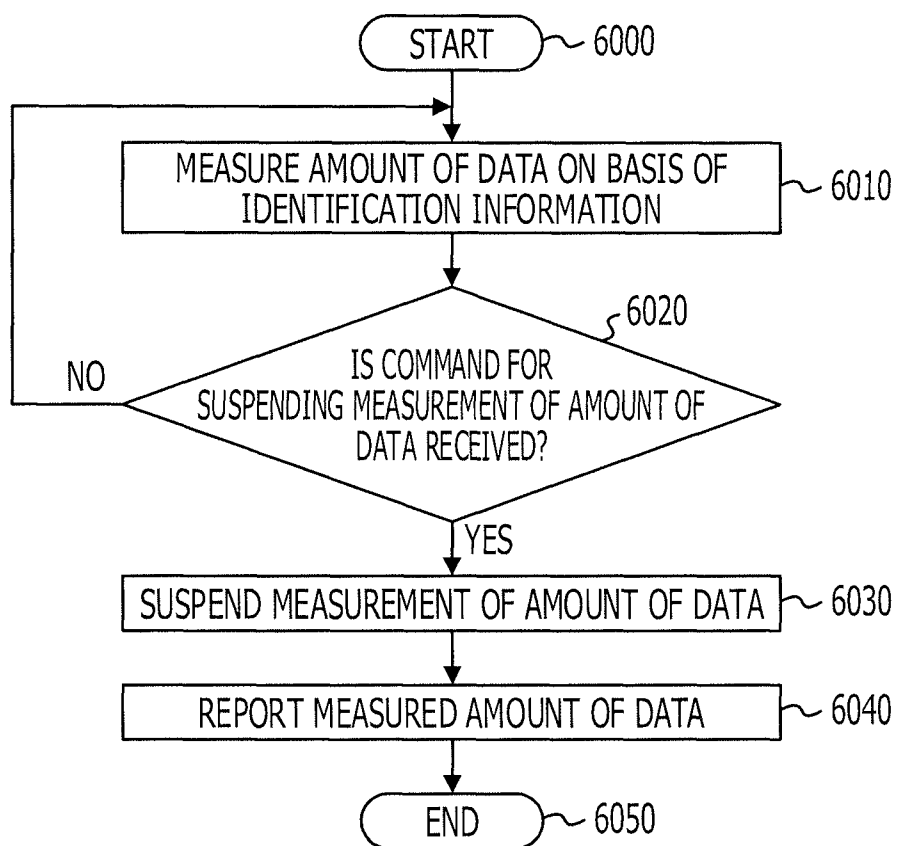 START
6000
MEASURE AMOUNT OF DATA ON BASIS OF
IDENTIFICATION INFORMATION
6010
6020
IS COMMAND FOR
SUSPENDING MEASUREMENT OF AMOUNT OF
DATA RECEIVED?
NO
YES
SUSPEND MEASUREMENT OF AMOUNT OF DATA
6030
REPORT MEASURED AMOUNT OF DATA
6040
END
6050